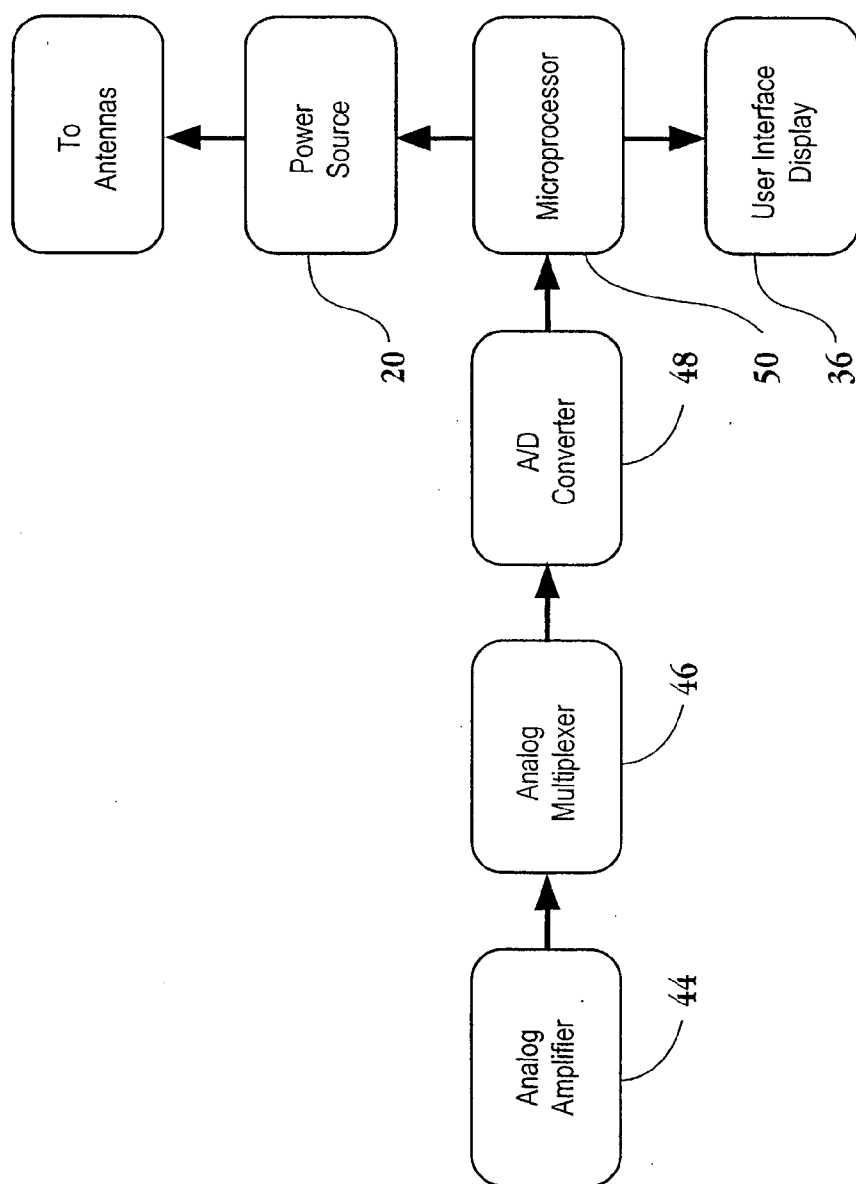 To
Antennas
Power
Source
20
Microprocessor
50
User Interface
Display
36
A/D
Converter
48
Analog
Multiplexer
46
Analog
Amplifier
44